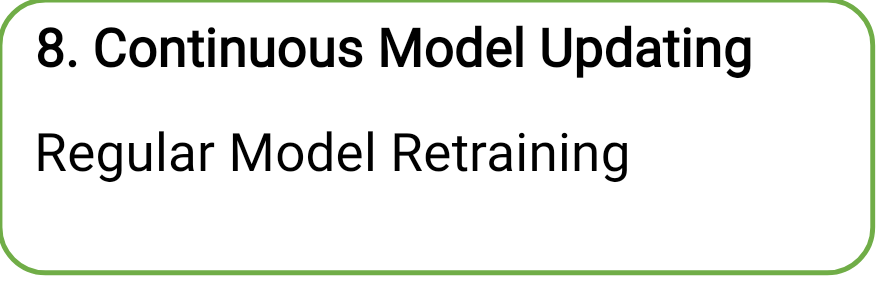 8. Continuous Model Updating
Regular Model Retraining